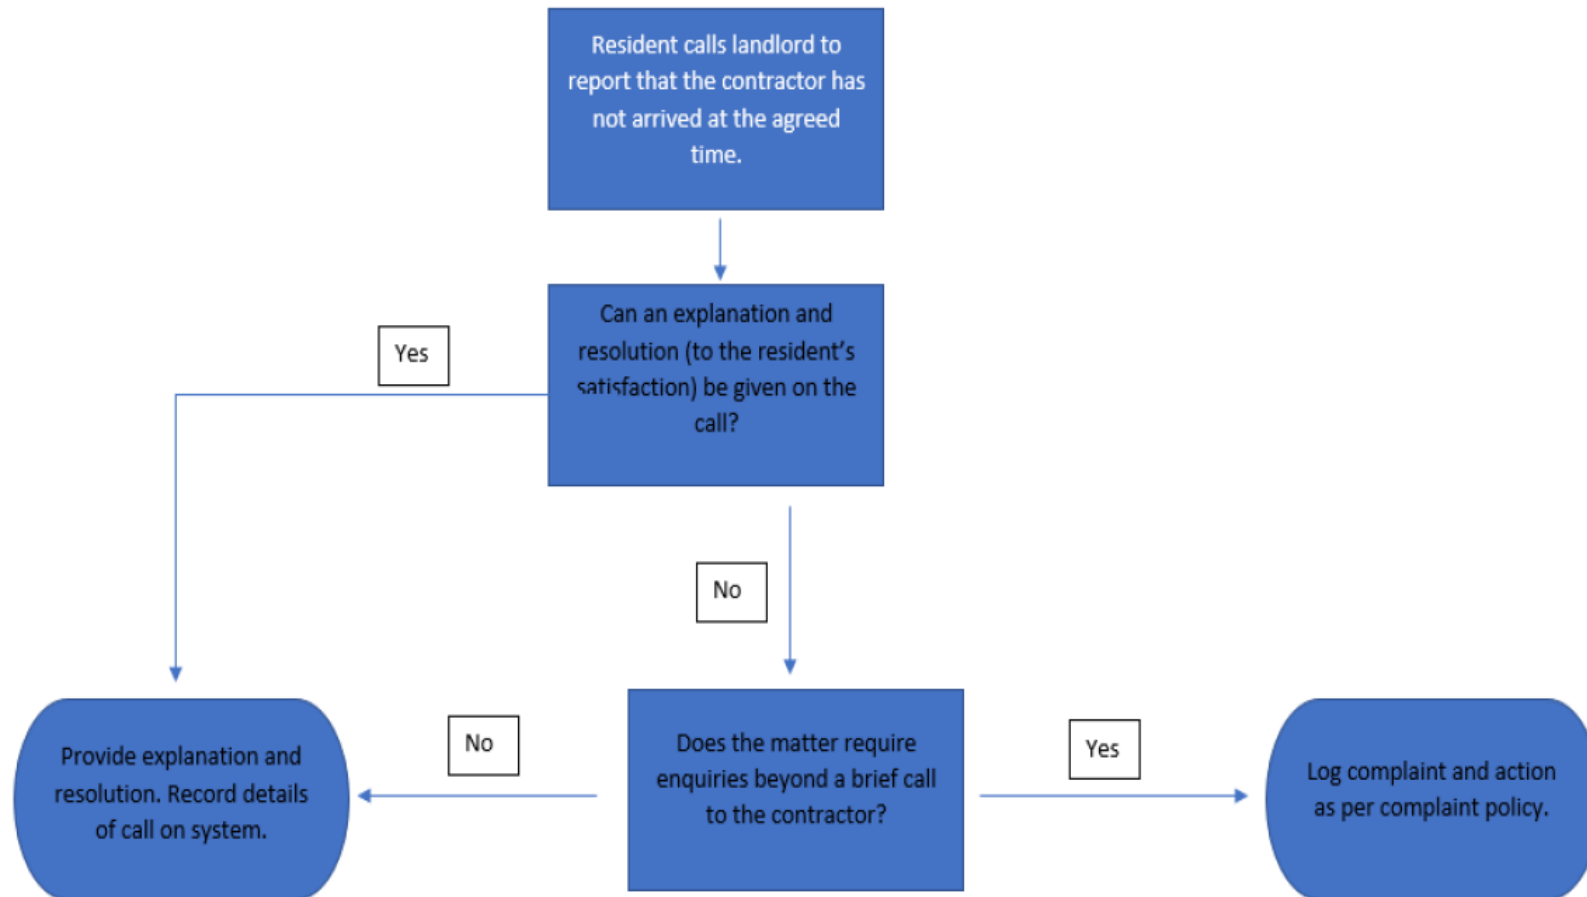 Resident calls landlord to
report that the contractor has
not arrived at the agreed
time.
Can an explanation and
resolution (to the resident’s
satisfaction) be given on the
call?
Yes
No
Provide explanation and
resolution. Record details
of call on system.
No
Does the matter require
enquiries beyond a brief call
to the contractor?
Yes
Log complaint and action
as per complaint policy.